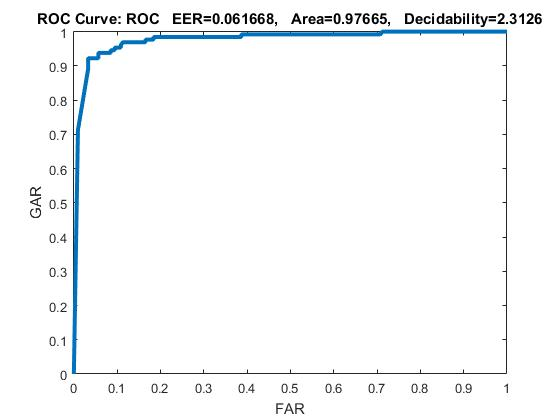 ROC Curve: ROC   EER=0.061668,   Area=0.97665,   Decidability=2.3126
1
0.9
0.8
0.7
0.6
0.5
0.4
0.3
0.2
0.1
0
GAR
0 0.1 0.2 0.3 0.4 0.5 0.6 0.7 0.8 0.9 1
FAR